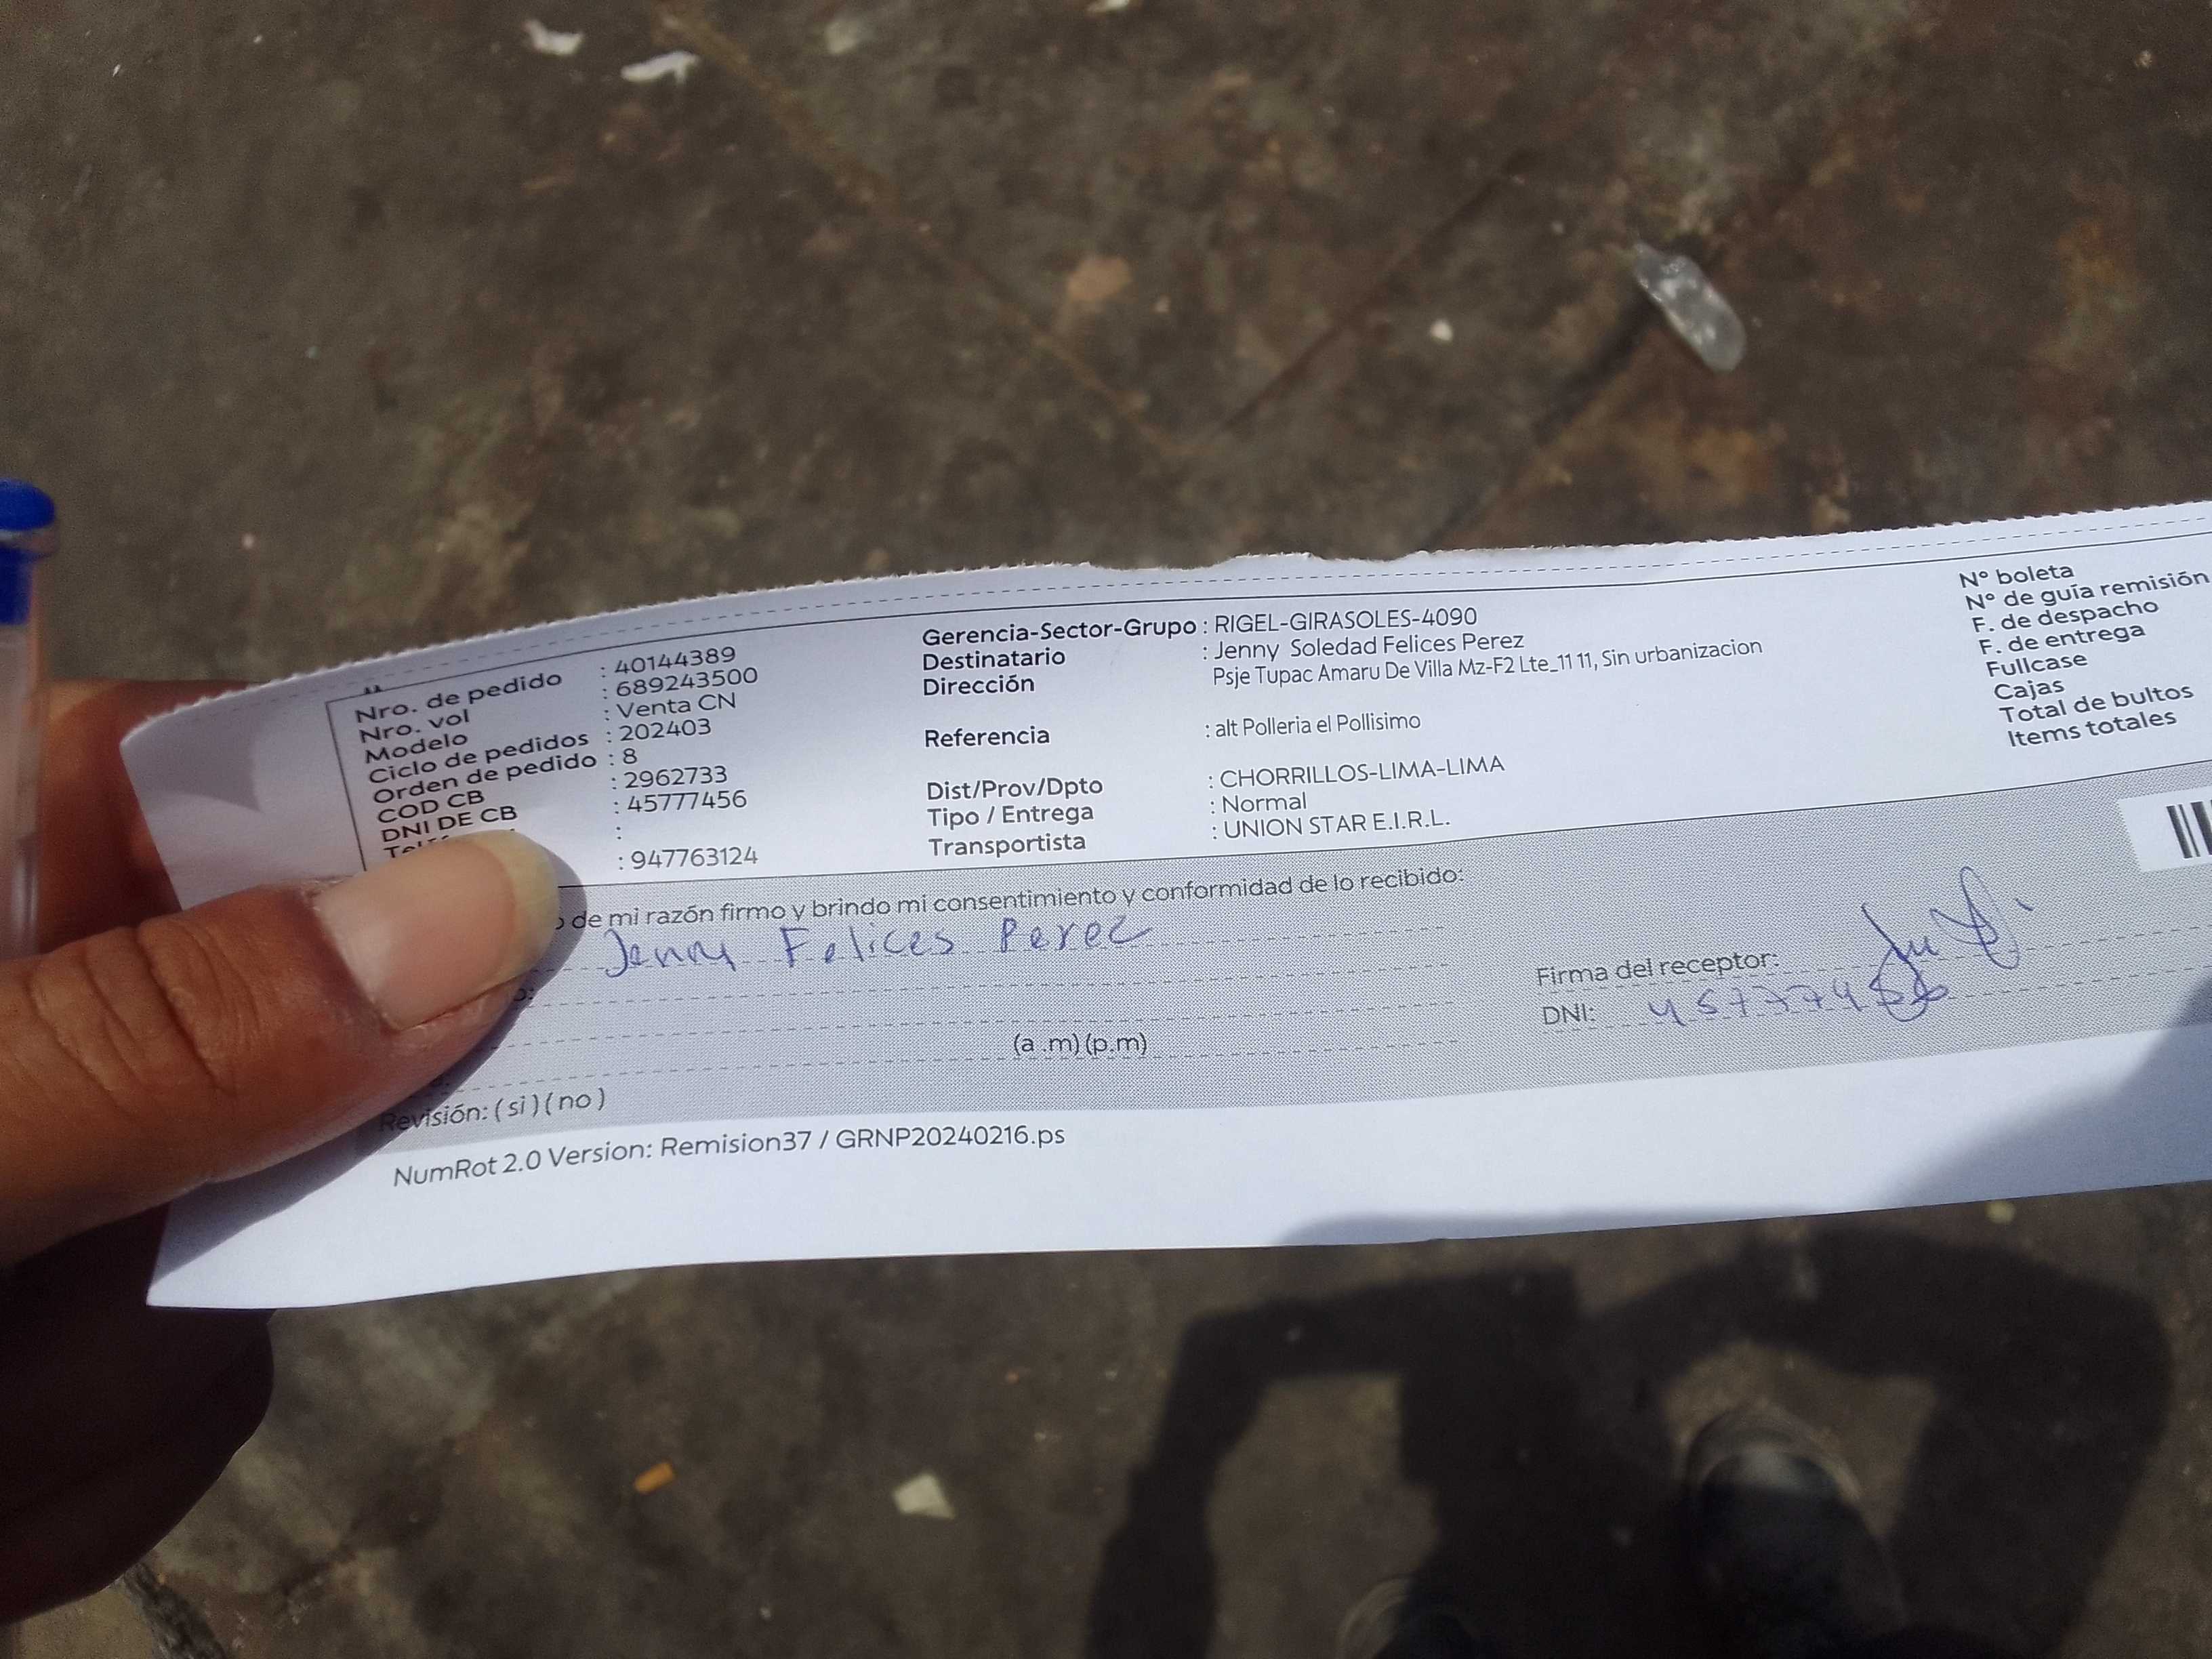 Nro. de pedido : 40144389
Nro. vol : 689243500
Modelo : Venta CN
Ciclo de pedidos : 202403
Orden de pedido : 8
COD CB : 2962733
DNI DE CB : 45777456
:
: 947763124
Gerencia-Sector-Grupo : RIGEL-GIRASOLES-4090
Destinatario : Jenny Soledad Felices Perez
Dirección Psje Tupac Amaru De Villa Mz-F2 Lte_11 11, Sin urbanizacion
Referencia : alt Polleria el Pollisimo
Dist/Prov/Dpto : CHORRILLOS-LIMA-LIMA
Tipo / Entrega : Normal
Transportista : UNION STAR E.I.R.L.
N° boleta
N° de guía remisión
F. de despacho
F. de entrega
Fullcase
Cajas
Total de bultos
Items totales
de mi razón firmo y brindo mi consentimiento y conformidad de lo recibido:
Jenny Felices Perez
Firma del receptor:
DNI: 45777456
(a .m) (p.m)
Revisión: ( si ) ( no )
NumRot 2.0 Version: Remision37 / GRNP20240216.ps